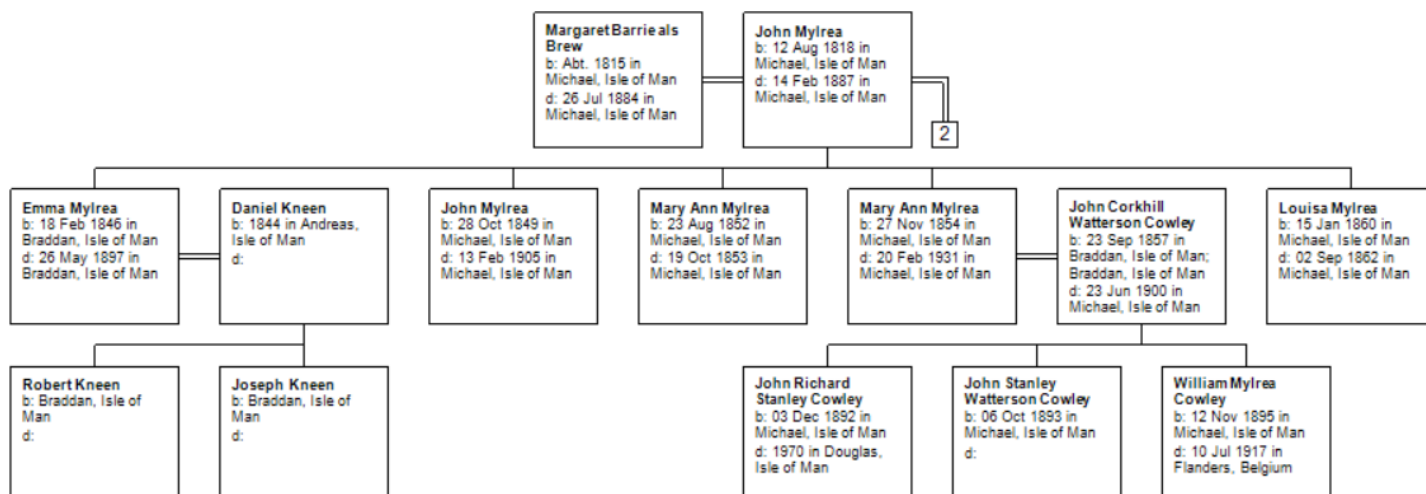 Margaret Barrie als
Brew
b: Abt. 1815 in
Michael, Isle of Man
d: 26 Jul 1884 in
Michael, Isle of Man
John Mylrea
b: 12 Aug 1818 in
Michael, Isle of Man
d: 14 Feb 1887 in
Michael, Isle of Man
2
Emma Mylrea
b: 18 Feb 1846 in
Braddan, Isle of Man
d: 26 May 1897 in
Braddan, Isle of Man
Daniel Kneen
b: 1844 in Andreas,
Isle of Man
d:
John Mylrea
b: 28 Oct 1849 in
Michael, Isle of Man
d: 13 Feb 1905 in
Michael, Isle of Man
Mary Ann Mylrea
b: 23 Aug 1852 in
Michael, Isle of Man
d: 19 Oct 1853 in
Michael, Isle of Man
Mary Ann Mylrea
b: 27 Nov 1854 in
Michael, Isle of Man
d: 20 Feb 1931 in
Michael, Isle of Man
John Corkhill
Watterson Cowley
b: 23 Sep 1857 in
Braddan, Isle of Man;
Braddan, Isle of Man
d: 23 Jun 1900 in
Michael, Isle of Man
Louisa Mylrea
b: 15 Jan 1860 in
Michael, Isle of Man
d: 02 Sep 1862 in
Michael, Isle of Man
Robert Kneen
b: Braddan, Isle of
Man
d:
Joseph Kneen
b: Braddan, Isle of
Man
d:
John Richard
Stanley Cowley
b: 03 Dec 1892 in
Michael, Isle of Man
d: 1970 in Douglas,
Isle of Man
John Stanley
Watterson Cowley
b: 06 Oct 1893 in
Michael, Isle of Man
d:
William Mylrea
Cowley
b: 12 Nov 1895 in
Michael, Isle of Man
d: 10 Jul 1917 in
Flanders, Belgium